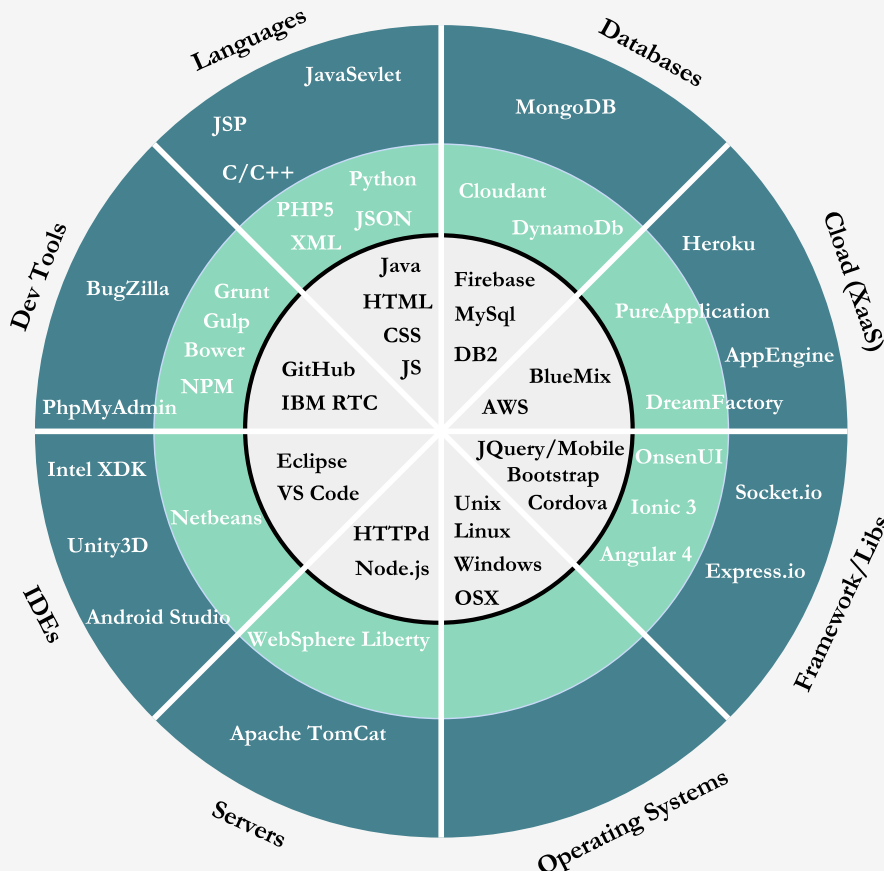 Languages
JavaSevlet
JSP
C/C++
Python
PHP5
JSON
XML
Java
HTML
CSS
JS
Databases
MongoDB
Cloudant
DynamoDb
Firebase
MySql
DB2
Cload (XaaS)
Heroku
PureApplication
AppEngine
DreamFactory
BlueMix
AWS
Framework/Libs
JQuery/Mobile
Bootstrap
Cordova
OnsenUI
Ionic 3
Angular 4
Socket.io
Express.io
Operating Systems
Unix
Linux
Windows
OSX
Servers
HTTPd
Node.js
WebSphere Liberty
Apache TomCat
IDEs
Intel XDK
Unity3D
Android Studio
Netbeans
Eclipse
VS Code
Dev Tools
BugZilla
PhpMyAdmin
Grunt
Gulp
Bower
NPM
GitHub
IBM RTC